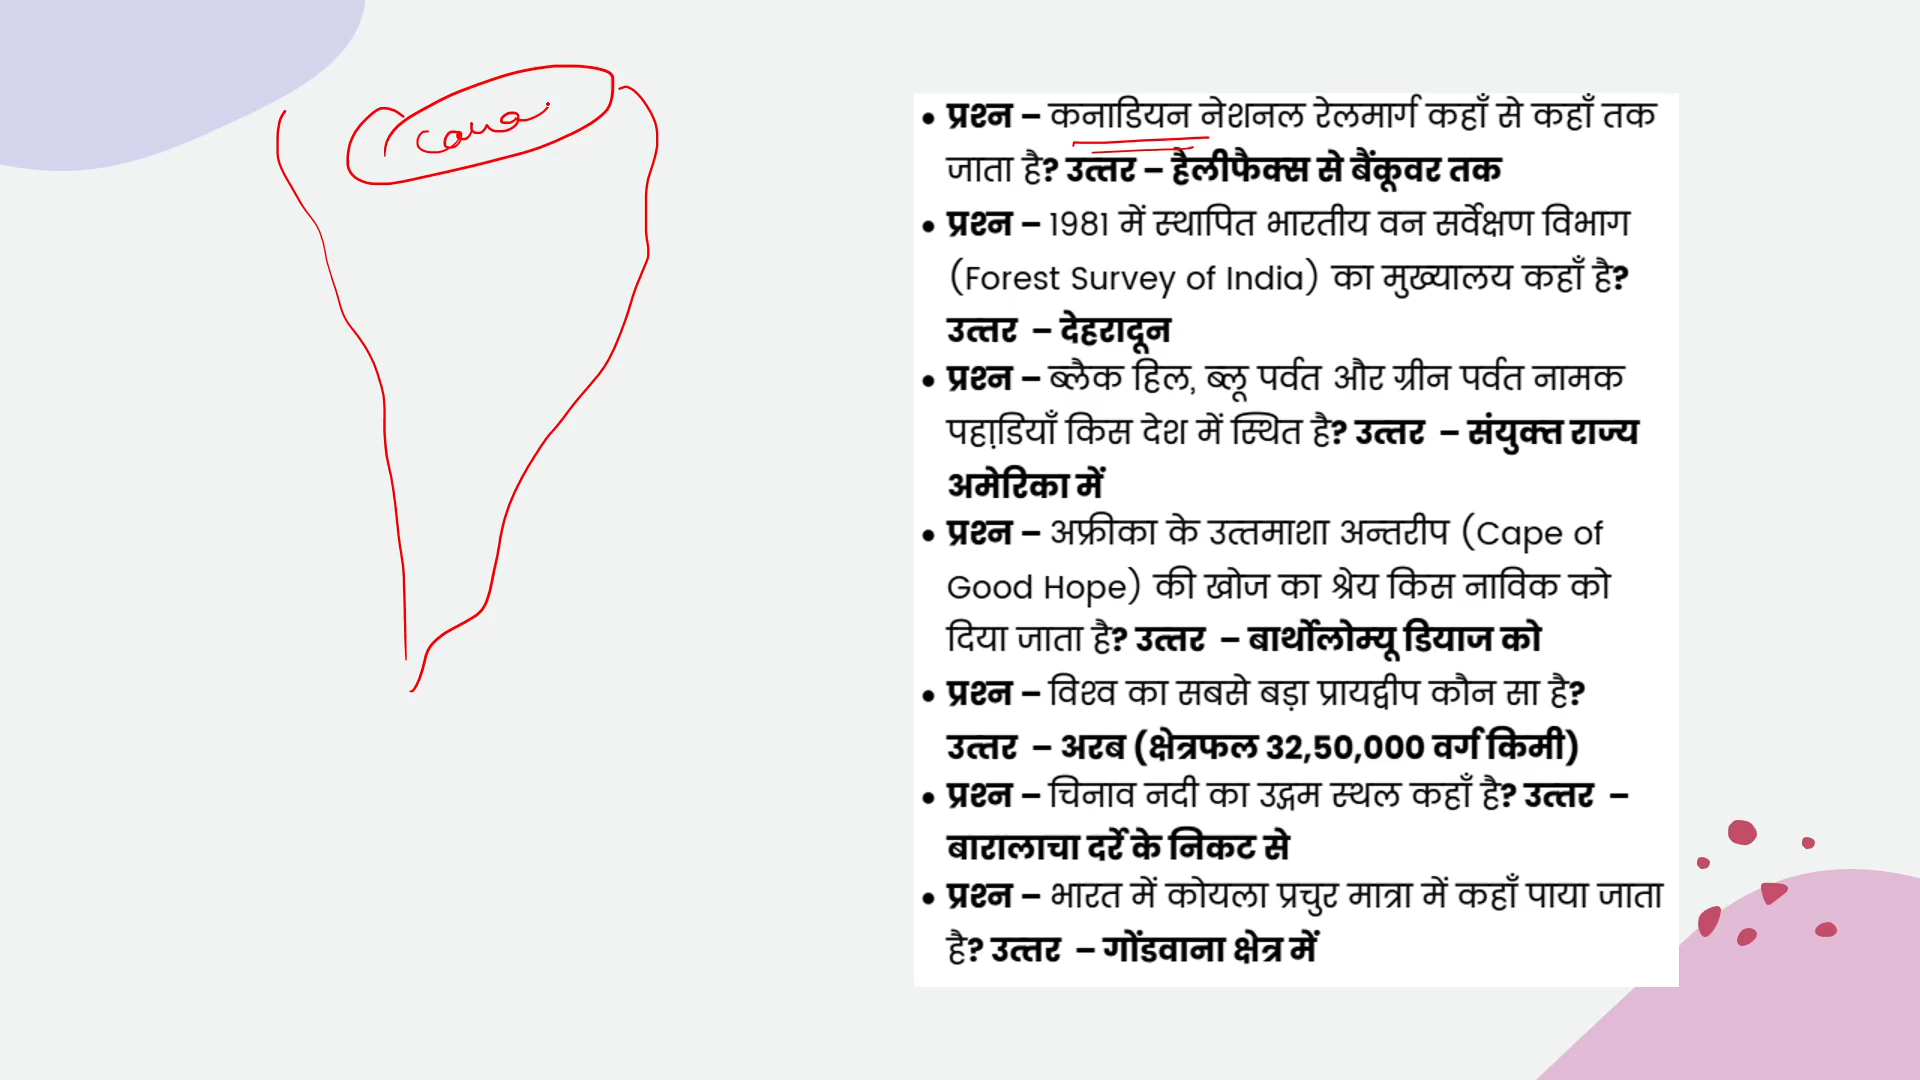 cana
• प्रश्न – कनाडियन नेशनल रेलमार्ग कहाँ से कहाँ तक
जाता है? उत्तर – हैलीफैक्स से बैंकूवर तक
• प्रश्न – 1981 में स्थापित भारतीय वन सर्वेक्षण विभाग
(Forest Survey of India) का मुख्यालय कहाँ है?
उत्तर – देहरादून
• प्रश्न – ब्लैक हिल, ब्लू पर्वत और ग्रीन पर्वत नामक
पहाडि़याँ किस देश में स्थित है? उत्तर – संयुक्त राज्य
अमेरिका में
• प्रश्न – अफ्रीका के उत्तमाशा अन्तरीप (Cape of
Good Hope) की खोज का श्रेय किस नाविक को
दिया जाता है? उत्तर – बार्थोलोम्यू डियाज को
• प्रश्न – विश्व का सबसे बड़ा प्रायद्वीप कौन सा है?
उत्तर – अरब (क्षेत्रफल 32,50,000 वर्ग किमी)
• प्रश्न – चिनाव नदी का उद्गम स्थल कहाँ है? उत्तर –
बारालाचा दर्रे के निकट से
• प्रश्न – भारत में कोयला प्रचुर मात्रा में कहाँ पाया जाता
है? उत्तर – गोंडवाना क्षेत्र में